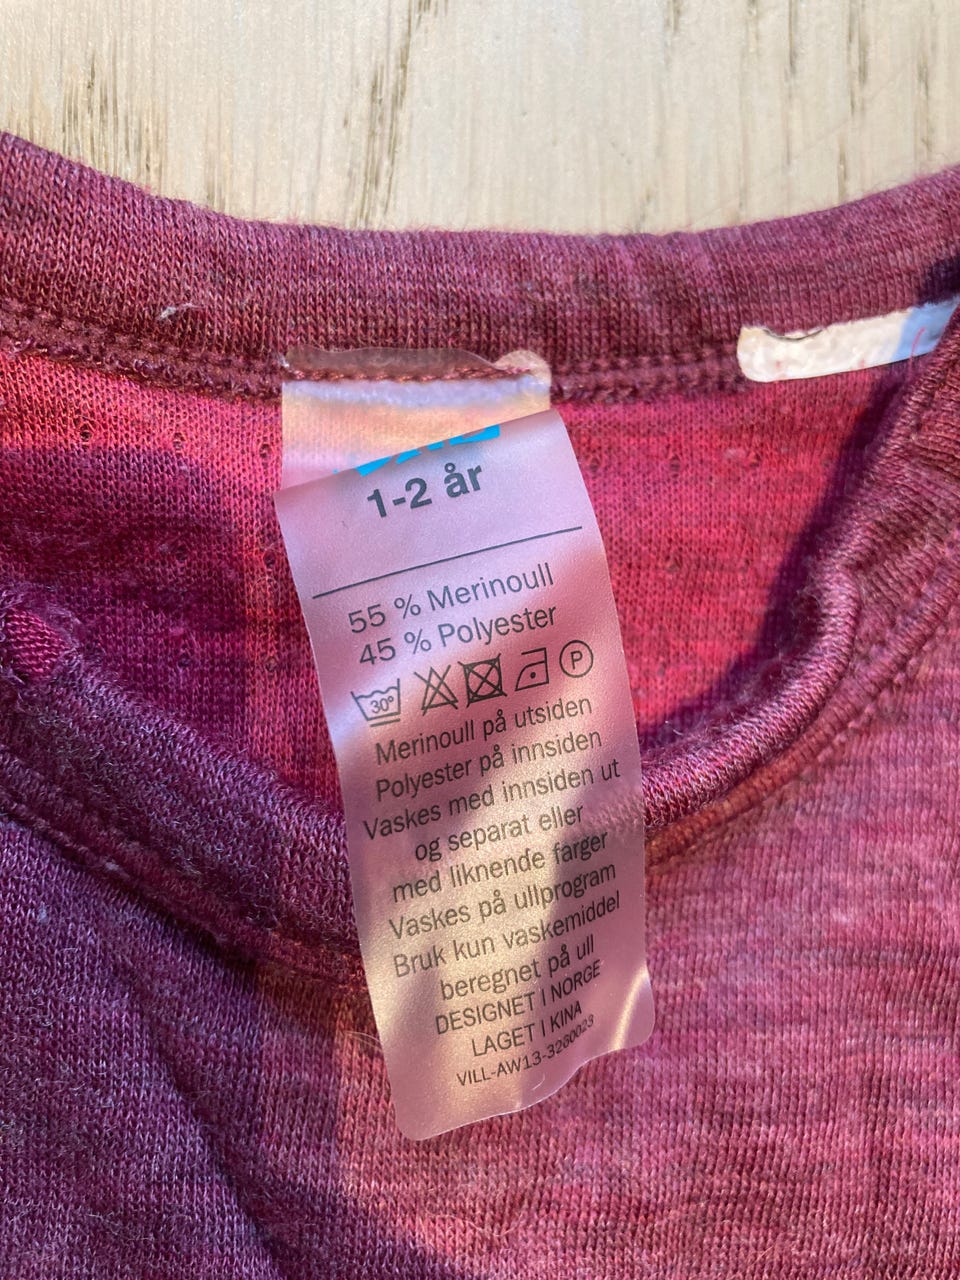 1-2 år
55 % Merinoull
45 % Polyester
30° P
Merinoull på utsiden
Polyester på innsiden
Vaskes med innsiden ut
og separat eller
med liknende farger
Vaskes på ullprogram
Bruk kun vaskemiddel
beregnet på ull
DESIGNET I NORGE
LAGET I KINA
VILL-AW13-3260023